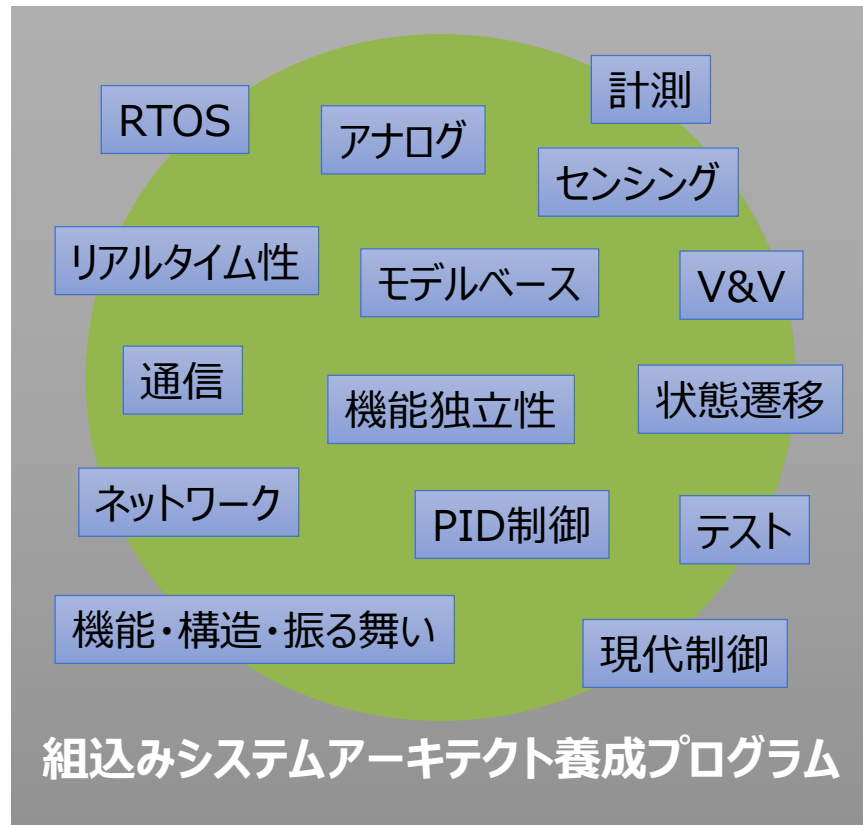 計測
RTOS
アナログ
センシング
リアルタイム性
モデルベース
V&V
通信
機能独立性
状態遷移
ネットワーク
PID制御
テスト
機能・構造・振る舞い
現代制御
組込みシステムアーキテクト養成プログラム